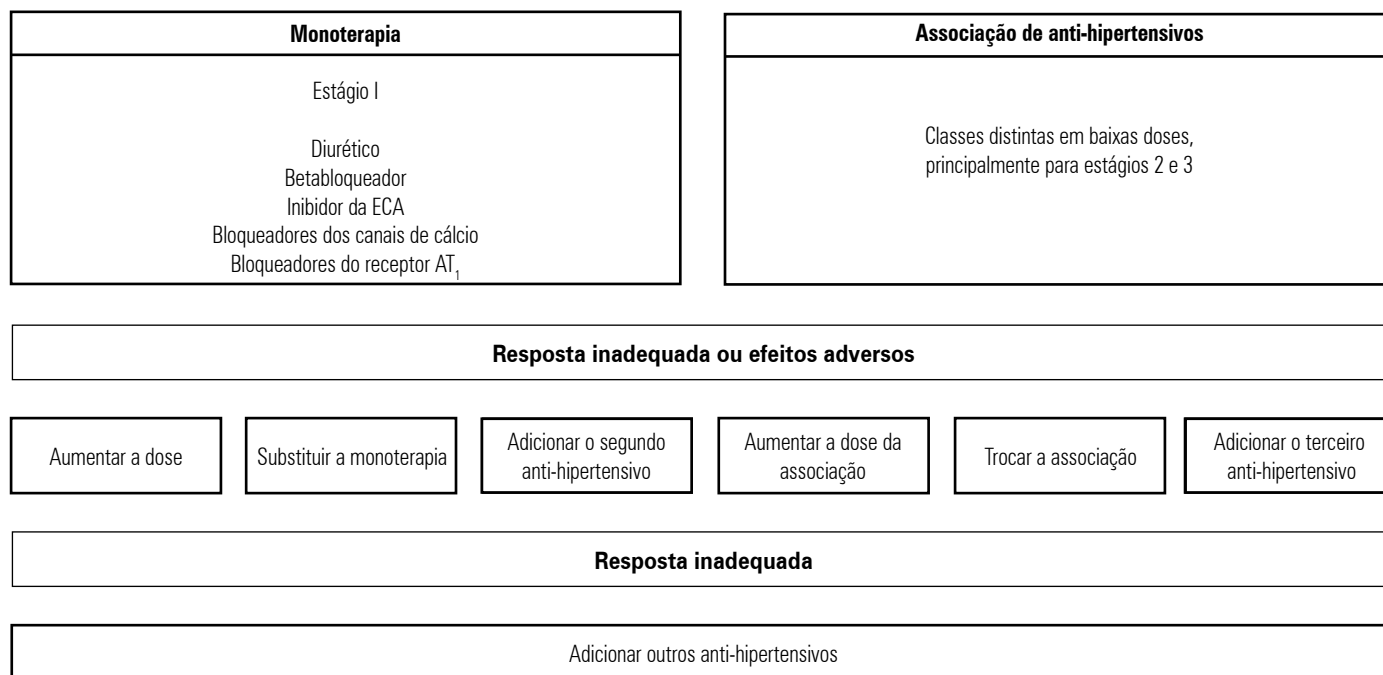 Monoterapia
Estágio I
Diurético
Betabloqueador
Inibidor da ECA
Bloqueadores dos canais de cálcio
Bloqueadores do receptor AT1
Associação de anti-hipertensivos
Classes distintas em baixas doses,
principalmente para estágios 2 e 3
Resposta inadequada ou efeitos adversos
Aumentar a dose
Substituir a monoterapia
Adicionar o segundo
anti-hipertensivo
Aumentar a dose da
associação
Trocar a associação
Adicionar o terceiro
anti-hipertensivo
Resposta inadequada
Adicionar outros anti-hipertensivos